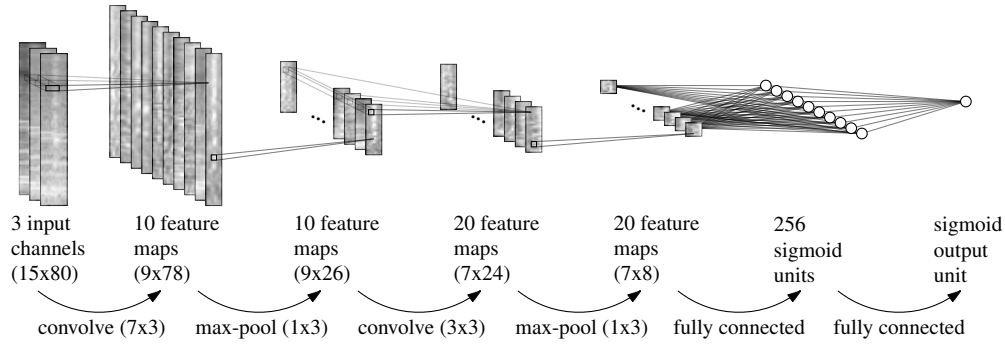 3 input
channels
(15x80)
10 feature
maps
(9x78)
10 feature
maps
(9x26)
20 feature
maps
(7x24)
20 feature
maps
(7x8)
256
sigmoid
units
sigmoid
output
unit
convolve (7x3)
max-pool (1x3)
convolve (3x3)
max-pool (1x3)
fully connected
fully connected